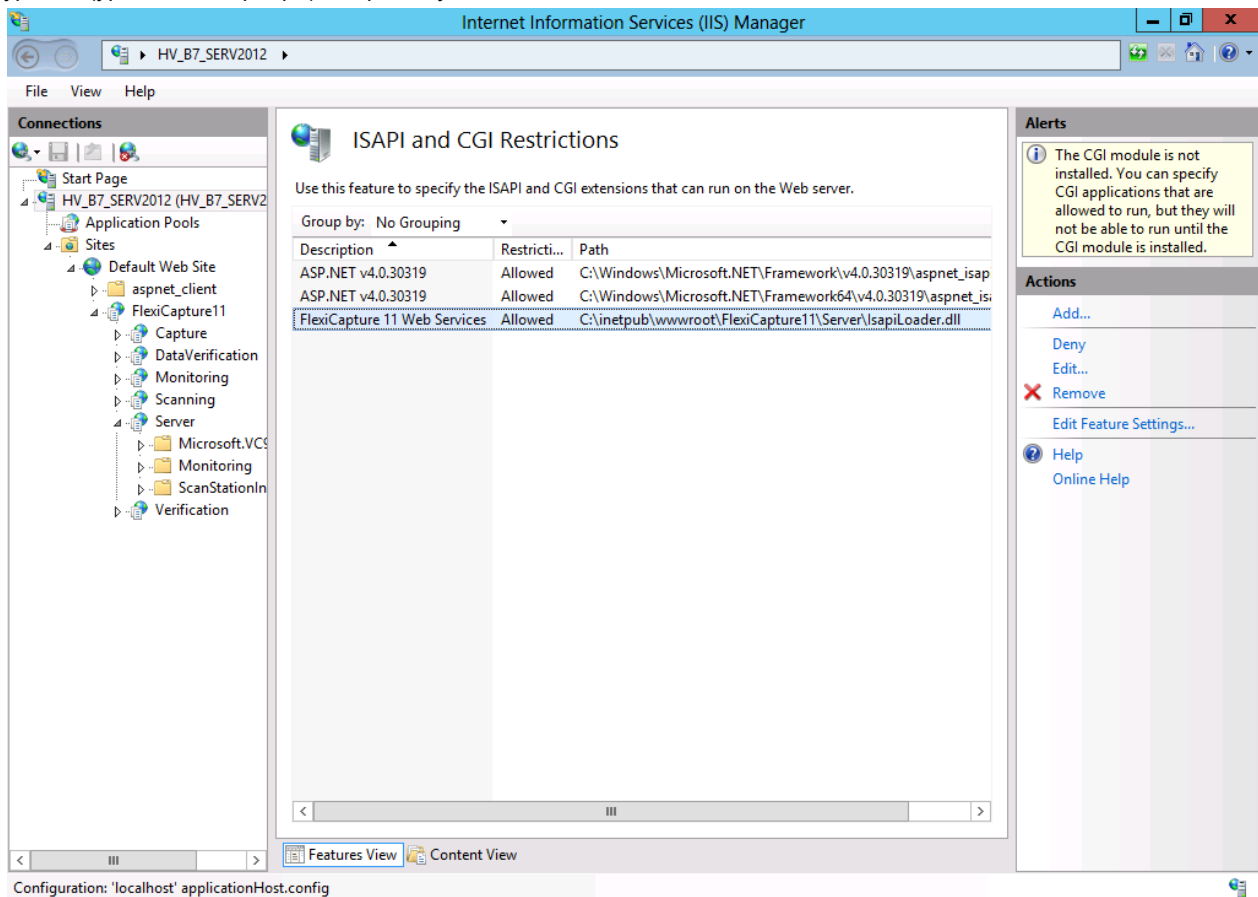 Internet Information Services (IIS) Manager
HV_B7_SERV2012
File View Help
Connections
Start Page
HV_B7_SERV2012 (HV_B7_SERV2
Application Pools
Sites
Default Web Site
aspnet_client
FlexiCapture11
Capture
DataVerification
Monitoring
Scanning
Server
Microsoft.VC9
Monitoring
ScanStationIn
Verification
ISAPI and CGI Restrictions
Use this feature to specify the ISAPI and CGI extensions that can run on the Web server.
Group by: No Grouping
Description Restricti... Path
ASP.NET v4.0.30319 Allowed C:\Windows\Microsoft.NET\Framework\v4.0.30319\aspnet_isap
ASP.NET v4.0.30319 Allowed C:\Windows\Microsoft.NET\Framework64\v4.0.30319\aspnet_isa
FlexiCapture 11 Web Services Allowed C:\inetpub\wwwroot\FlexiCapture11\Server\IsapiLoader.dll
Features View Content View
Alerts
The CGI module is not
installed. You can specify
CGI applications that are
allowed to run, but they will
not be able to run until the
CGI module is installed.
Actions
Add...
Deny
Edit...
Remove
Edit Feature Settings...
Help
Online Help
Configuration: 'localhost' applicationHost.config